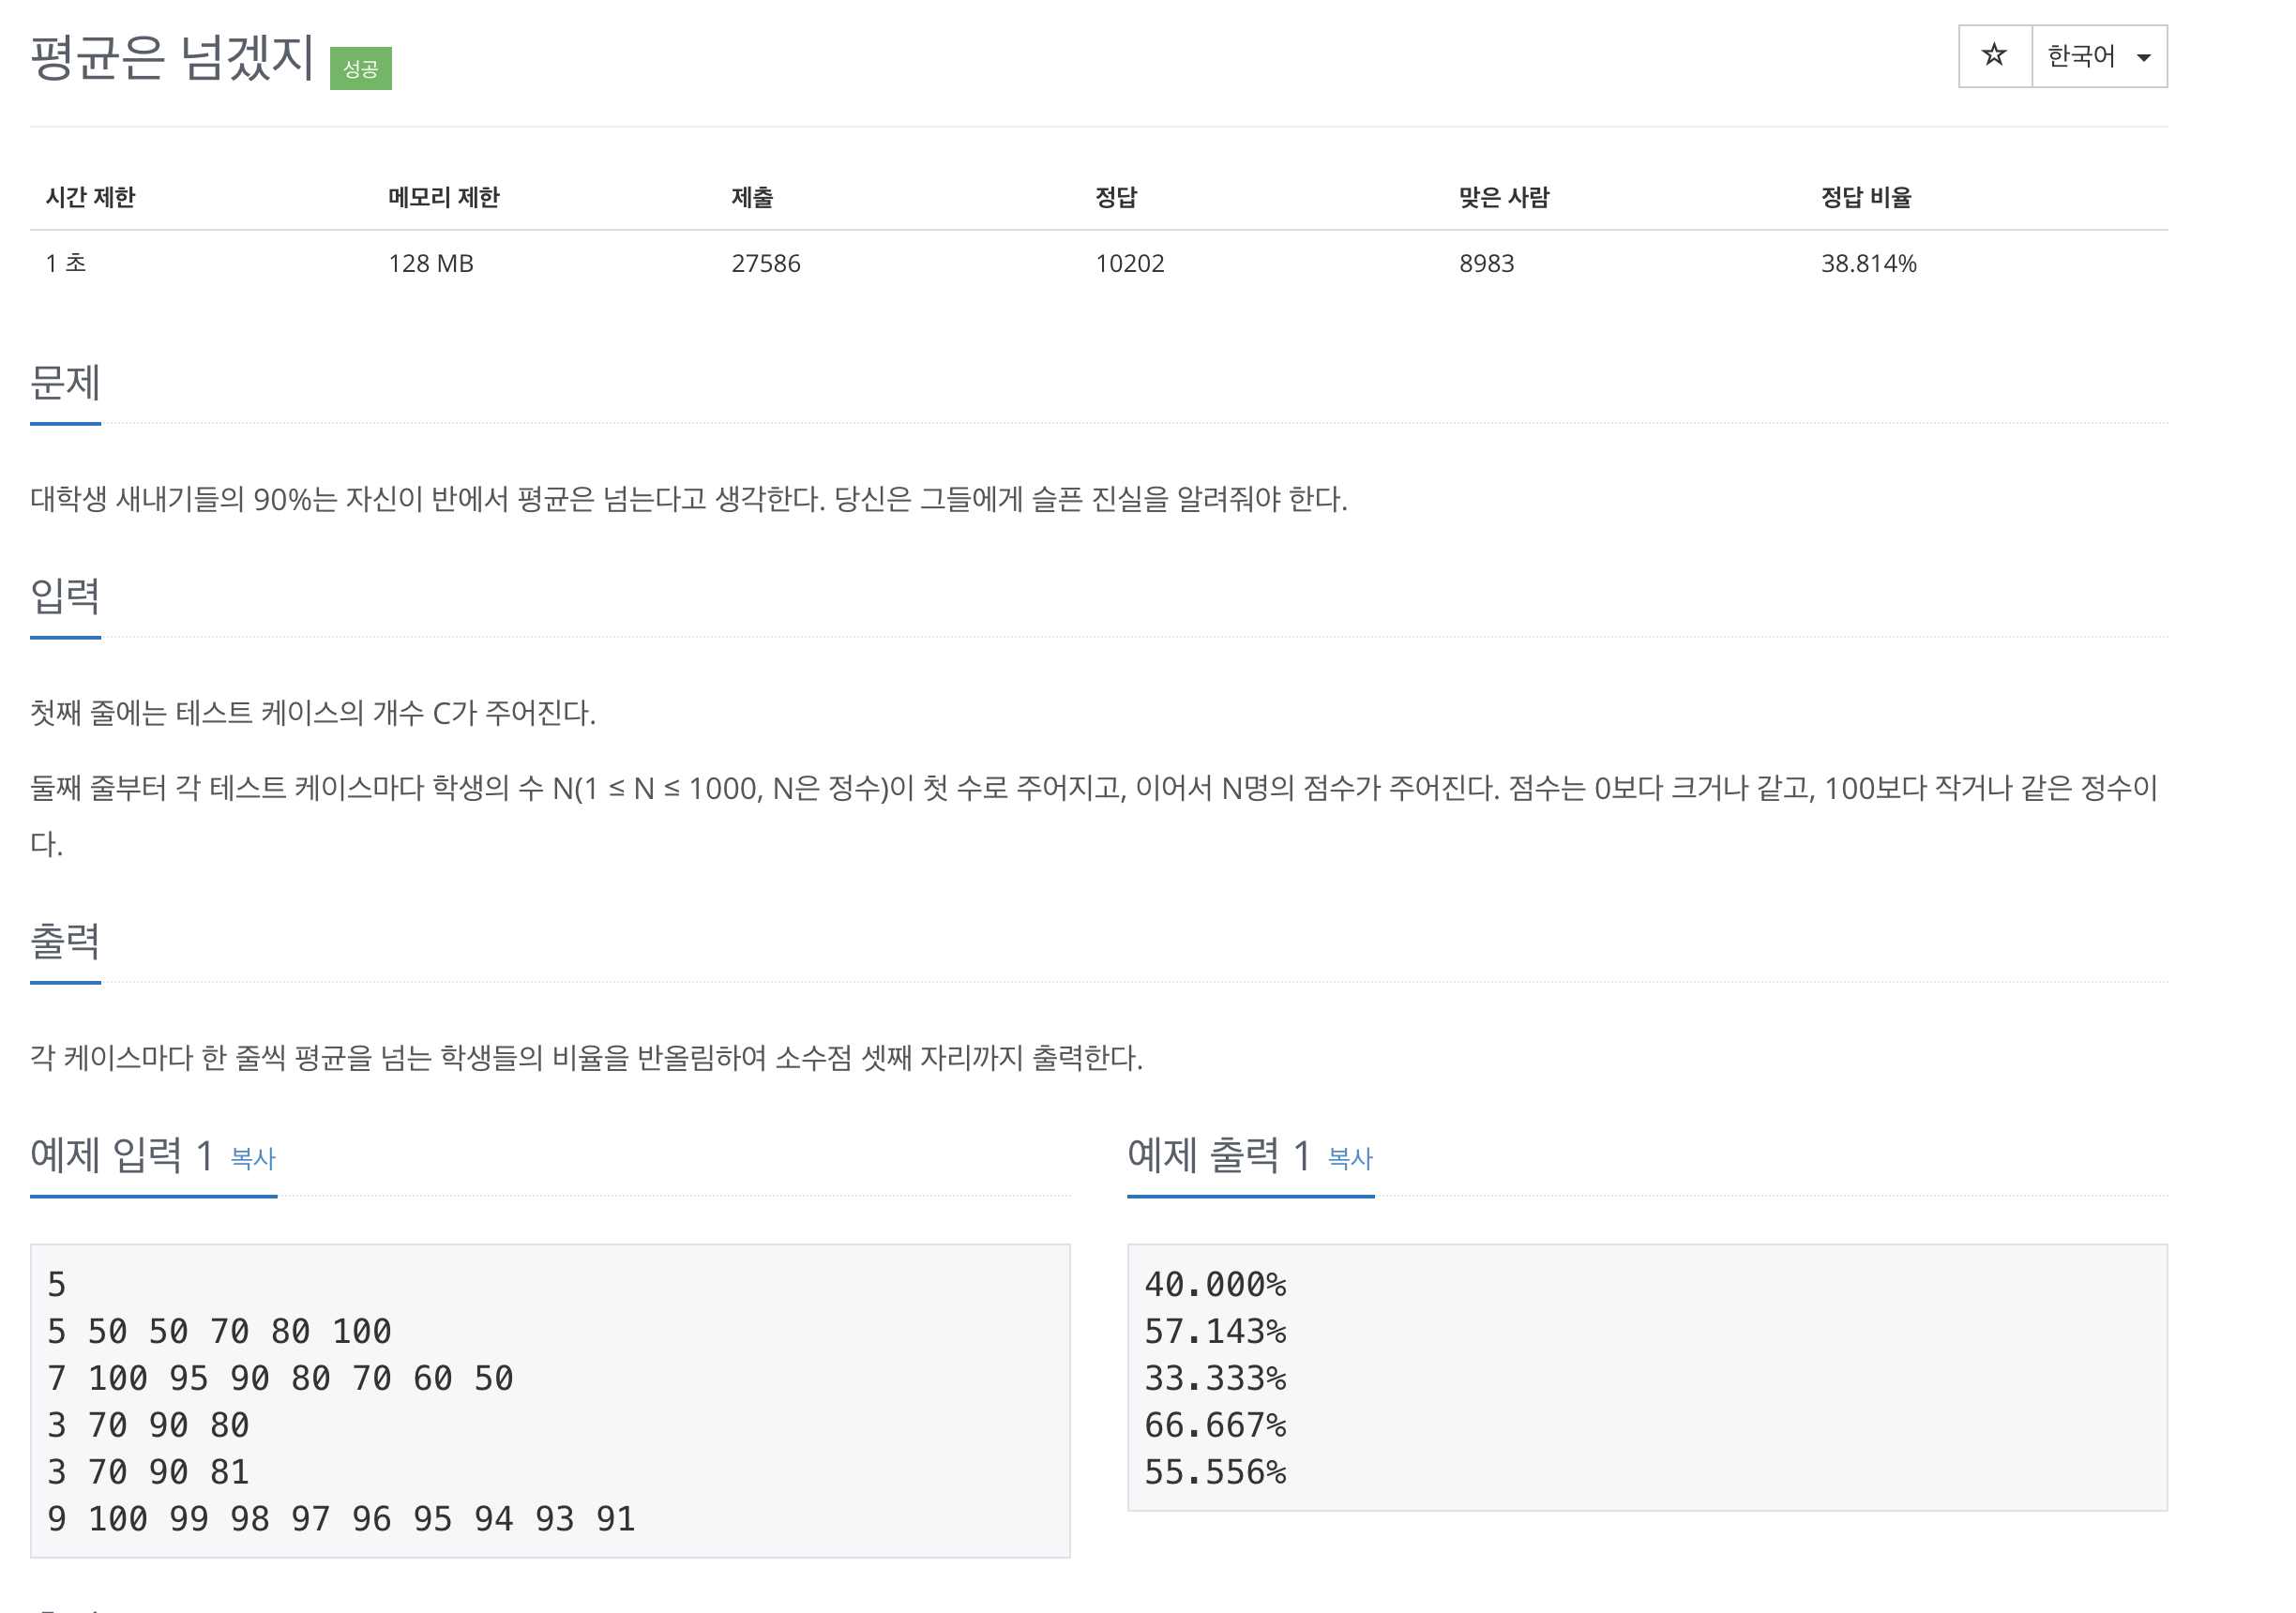 평균은 넘겠지 성공
한국어
시간 제한 메모리 제한 제출 정답 맞은 사람 정답 비율
1 초 128 MB 27586 10202 8983 38.814%
문제
대학생 새내기들의 90%는 자신이 반에서 평균은 넘는다고 생각한다. 당신은 그들에게 슬픈 진실을 알려줘야 한다.
입력
첫째 줄에는 테스트 케이스의 개수 C가 주어진다.
둘째 줄부터 각 테스트 케이스마다 학생의 수 N(1 ≤ N ≤ 1000, N은 정수)이 첫 수로 주어지고, 이어서 N명의 점수가 주어진다. 점수는 0보다 크거나 같고, 100보다 작거나 같은 정수이
다.
출력
각 케이스마다 한 줄씩 평균을 넘는 학생들의 비율을 반올림하여 소수점 셋째 자리까지 출력한다.
예제 입력 1 복사
5
5 50 50 70 80 100
7 100 95 90 80 70 60 50
3 70 90 80
3 70 90 81
9 100 99 98 97 96 95 94 93 91
예제 출력 1 복사
40.000%
57.143%
33.333%
66.667%
55.556%